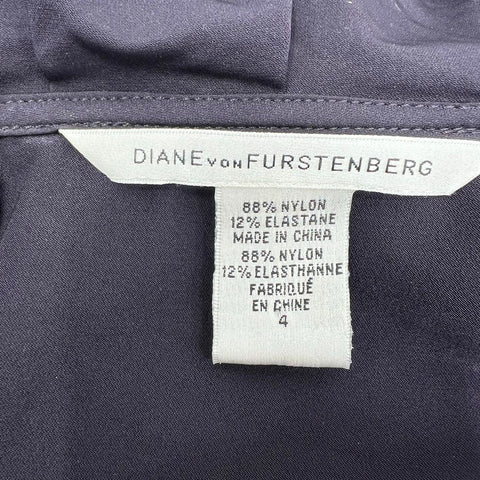 DIANE VON FURSTENBERG
88% NYLON
12% ELASTANE
MADE IN CHINA
88% NYLON
12% ELASTHANNE
FABRIQUÉ
EN CHINE
4